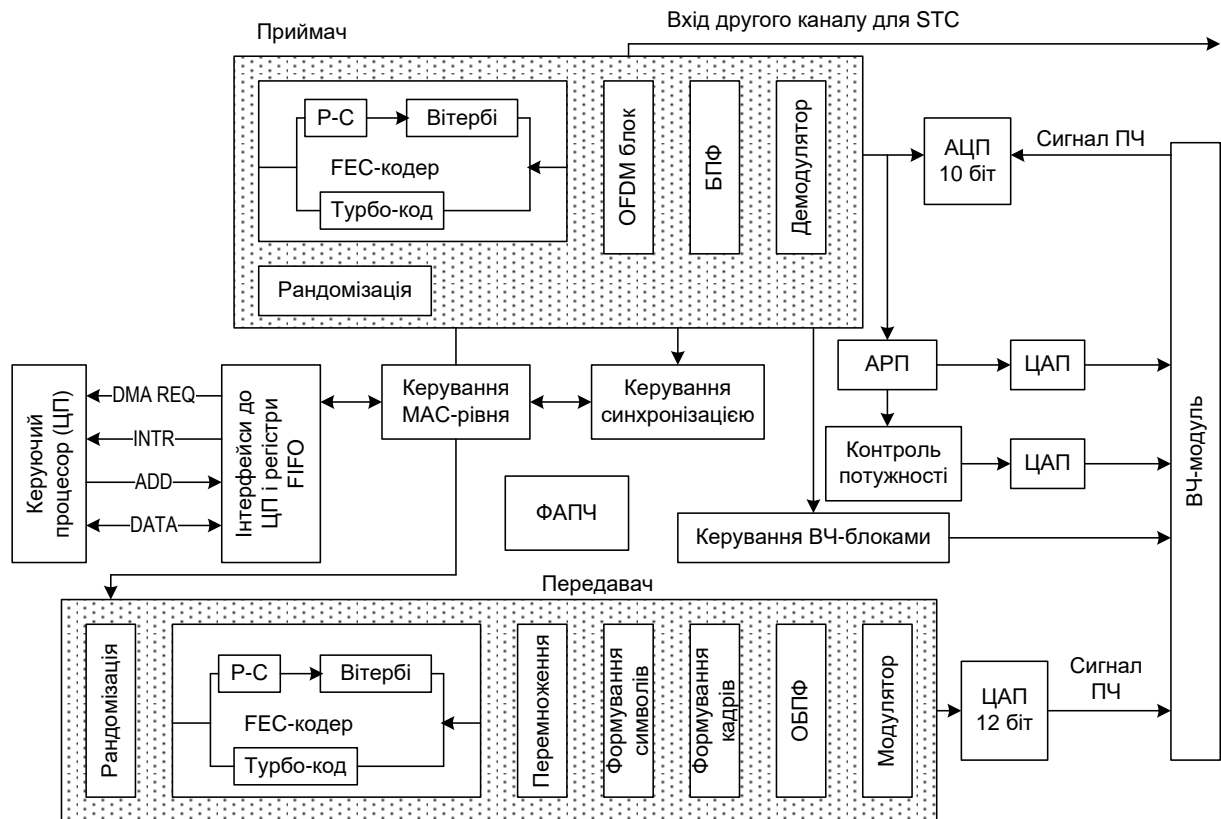 Вхід другого каналу для STC
Приймач
Р-С
Вітербі
FEC-кодер
Турбо-код
Рандомізація
OFDM блок
БПФ
Демодулятор
АЦП
10 біт
Сигнал ПЧ
ВЧ-модуль
АРП
ЦАП
Контроль
потужності
ЦАП
Керування ВЧ-блоками
Керуючий
процесор (ЦП)
DMA REQ
INTR
ADD
DATA
Інтерфейси до
ЦП і регістри
FIFO
Керування
МАС-рівня
Керування
синхронізацією
ФАПЧ
Передавач
Рандомізація
Р-С
Вітербі
FEC-кодер
Турбо-код
Перемноження
Формування
символів
Формування
кадрів
ОБПФ
Модулятор
ЦАП
12 біт
Сигнал
ПЧ